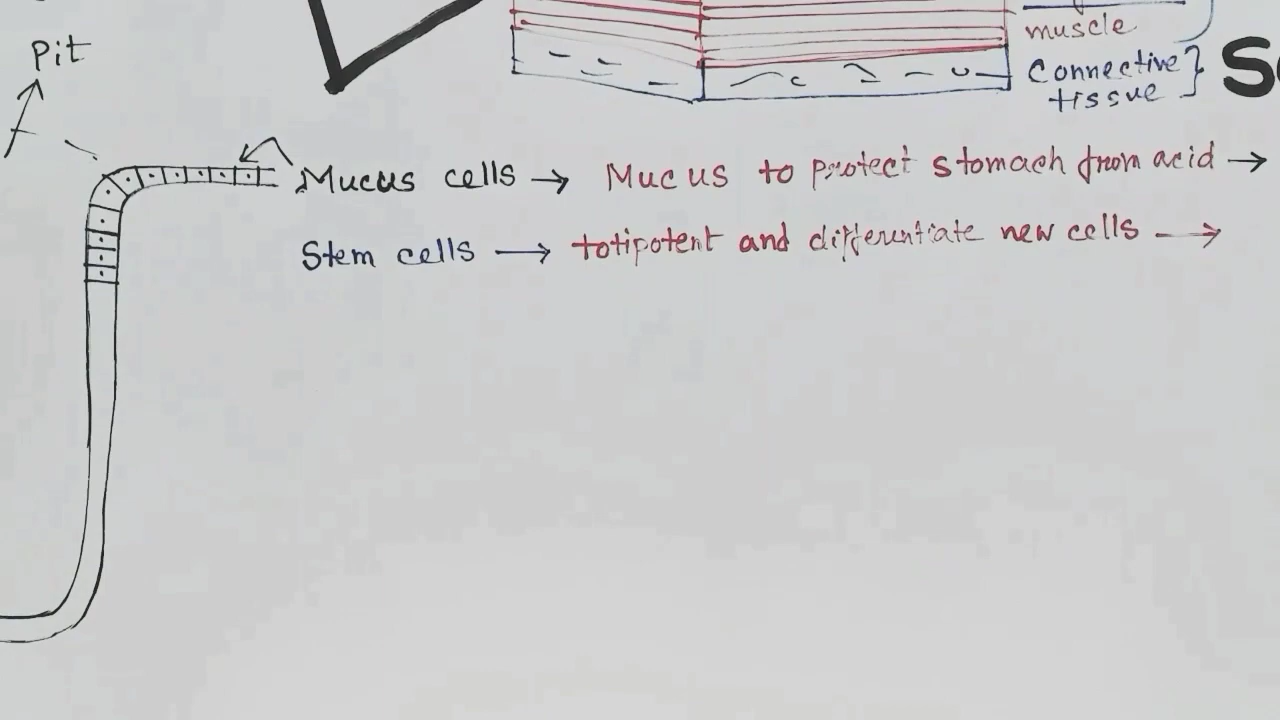 Pit
muscle
Connective
tissue
Mucus cells → Mucus to protect stomach from acid →
Stem cells → totipotent and differentiate new cells →